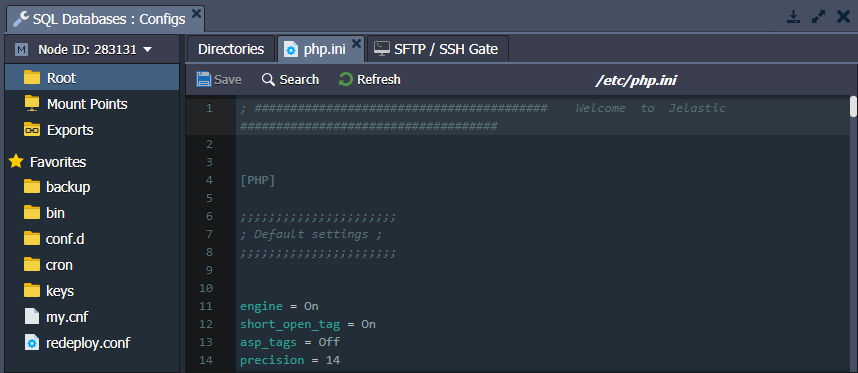 SQL Databases : Configs
M Node ID: 283131
Root
Mount Points
Exports
Favorites
backup
bin
conf.d
cron
keys
my.cnf
redeploy.conf
Directories php.ini SFTP / SSH Gate
Save Search Refresh /etc/php.ini
1 ; ######################################### Welcome to Jelastic
####################################
2
3
4 [PHP]
5
6 ;;;;;;;;;;;;;;;;;;;;;;
7 ; Default settings ;
8 ;;;;;;;;;;;;;;;;;;;;;;
9
10
11 engine = On
12 short_open_tag = On
13 asp_tags = Off
14 precision = 14